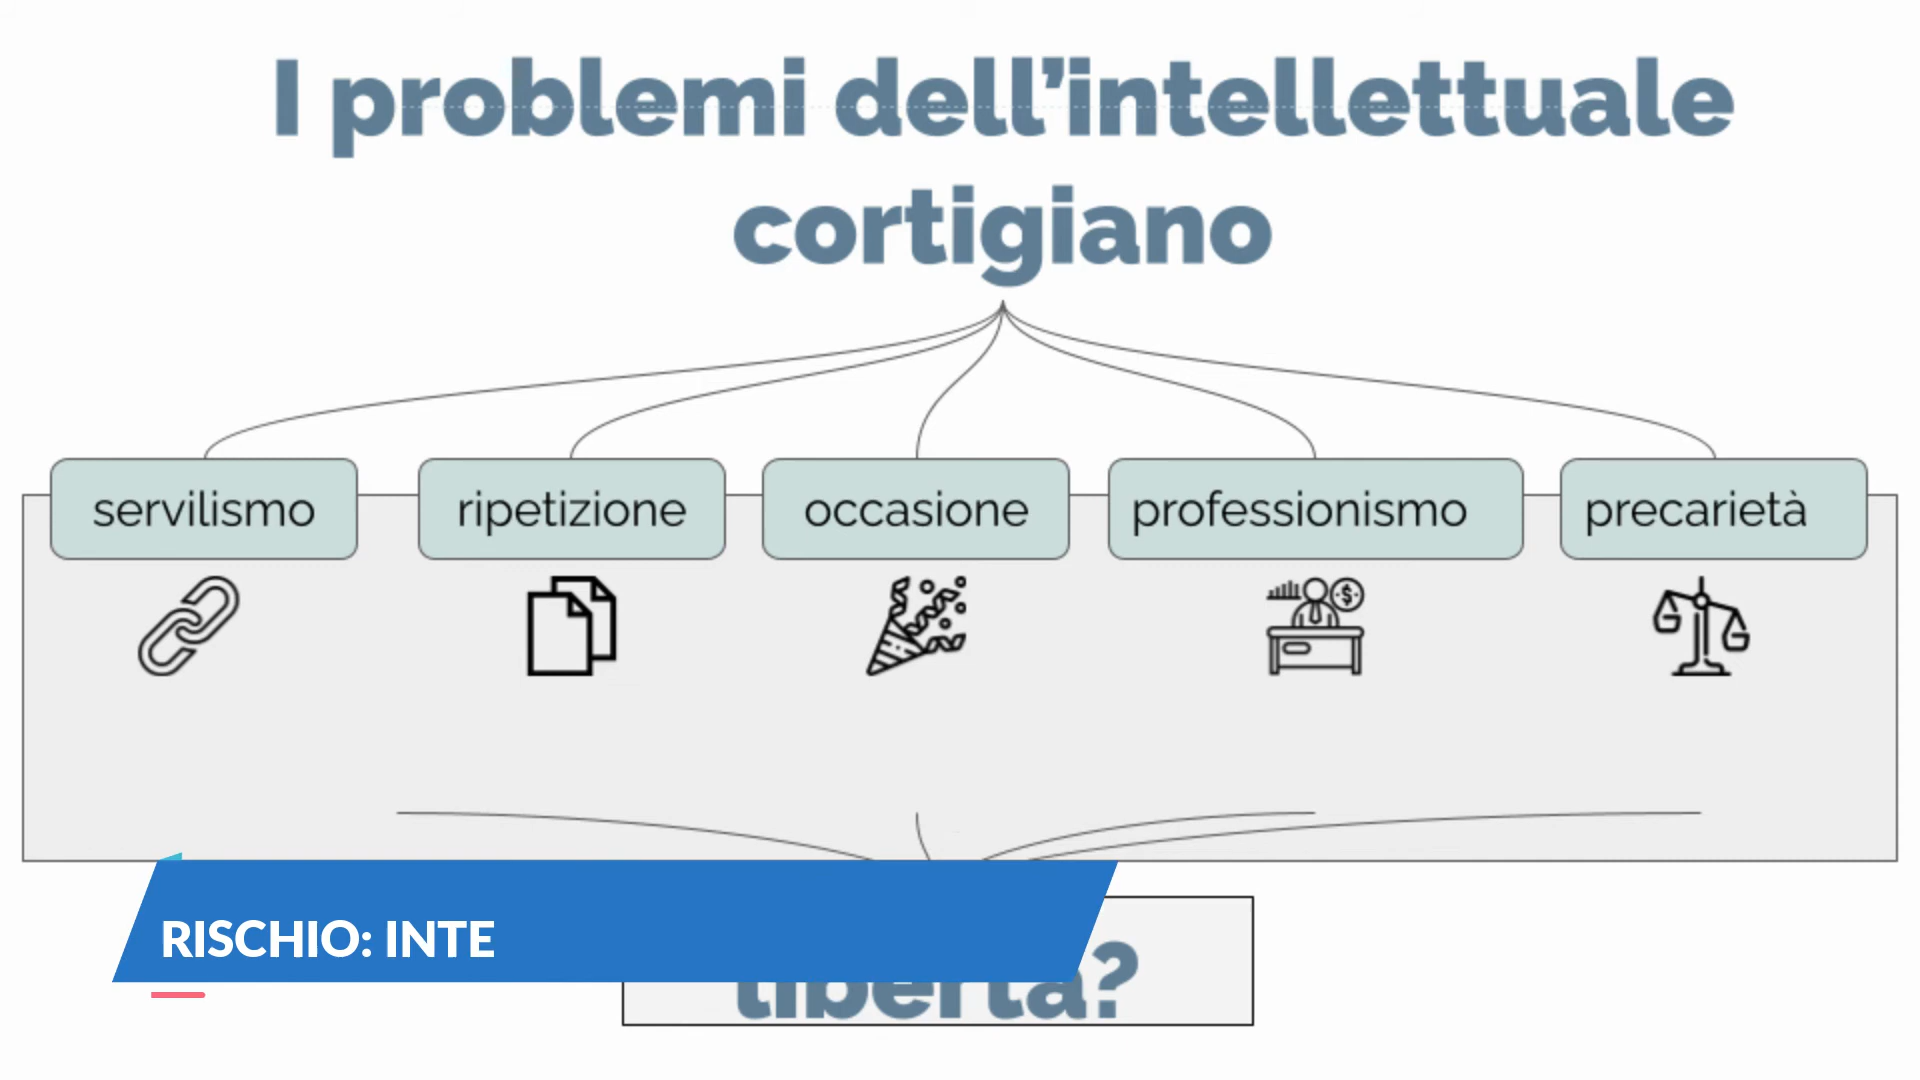 I problemi dell’intellettuale
cortigiano
servilismo
ripetizione
occasione
professionismo
precarietà
$
RISCHIO: INTE
libertà?